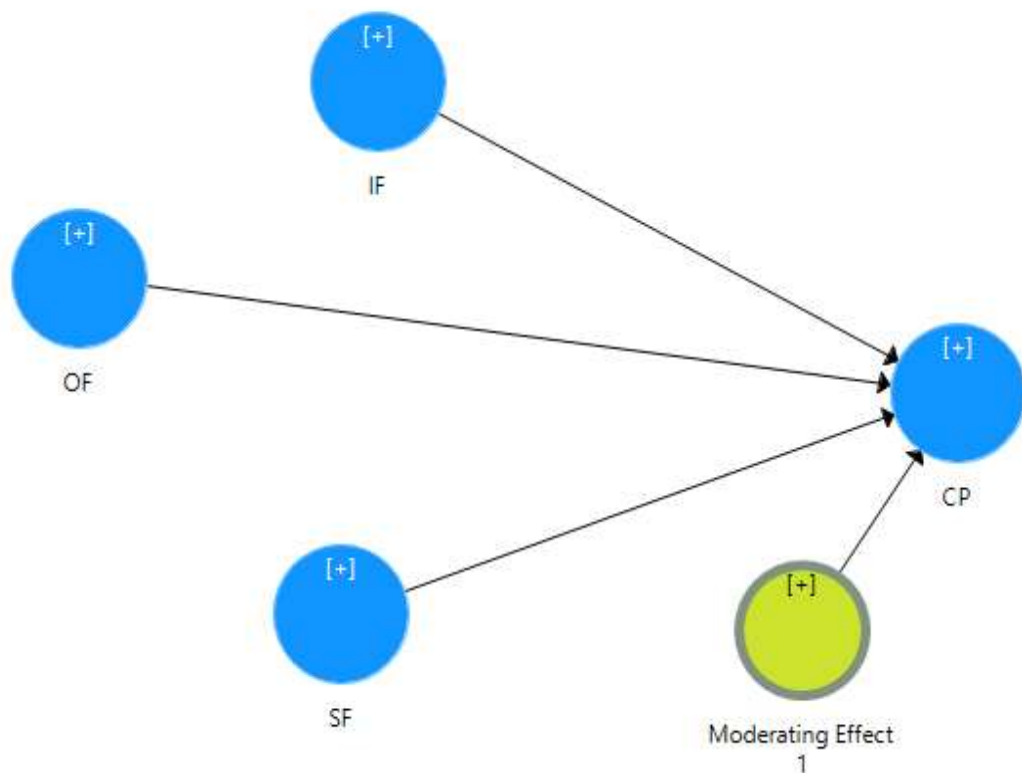 [+]
IF
[+]
OF
[+]
CP
[+]
SF
[+]
Moderating Effect
1